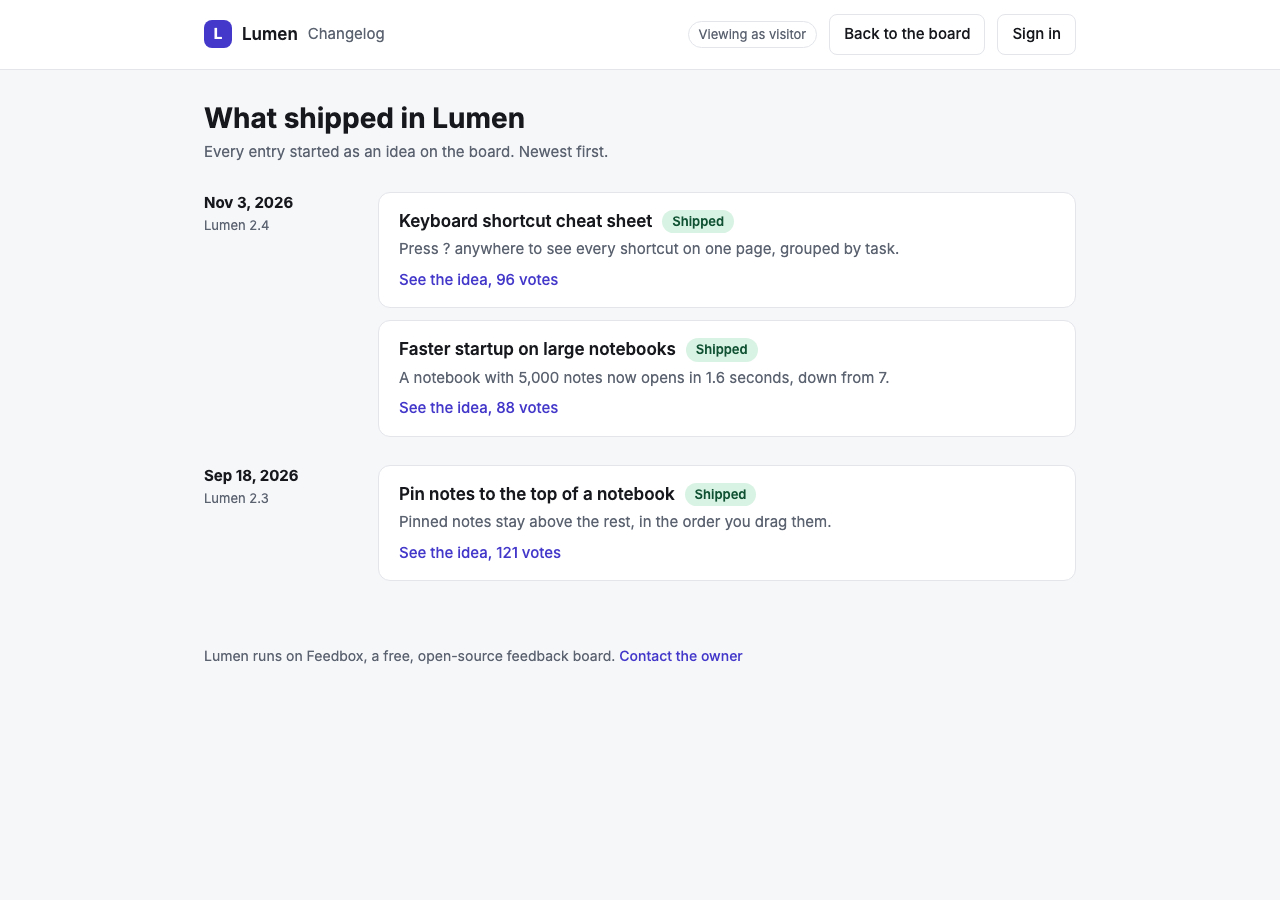 L Lumen Changelog Viewing as visitor Back to the board Sign in
What shipped in Lumen
Every entry started as an idea on the board. Newest first.
Nov 3, 2026
Lumen 2.4
Keyboard shortcut cheat sheet Shipped
Press ? anywhere to see every shortcut on one page, grouped by task.
See the idea, 96 votes
Faster startup on large notebooks Shipped
A notebook with 5,000 notes now opens in 1.6 seconds, down from 7.
See the idea, 88 votes
Sep 18, 2026
Lumen 2.3
Pin notes to the top of a notebook Shipped
Pinned notes stay above the rest, in the order you drag them.
See the idea, 121 votes
Lumen runs on Feedbox, a free, open-source feedback board. Contact the owner